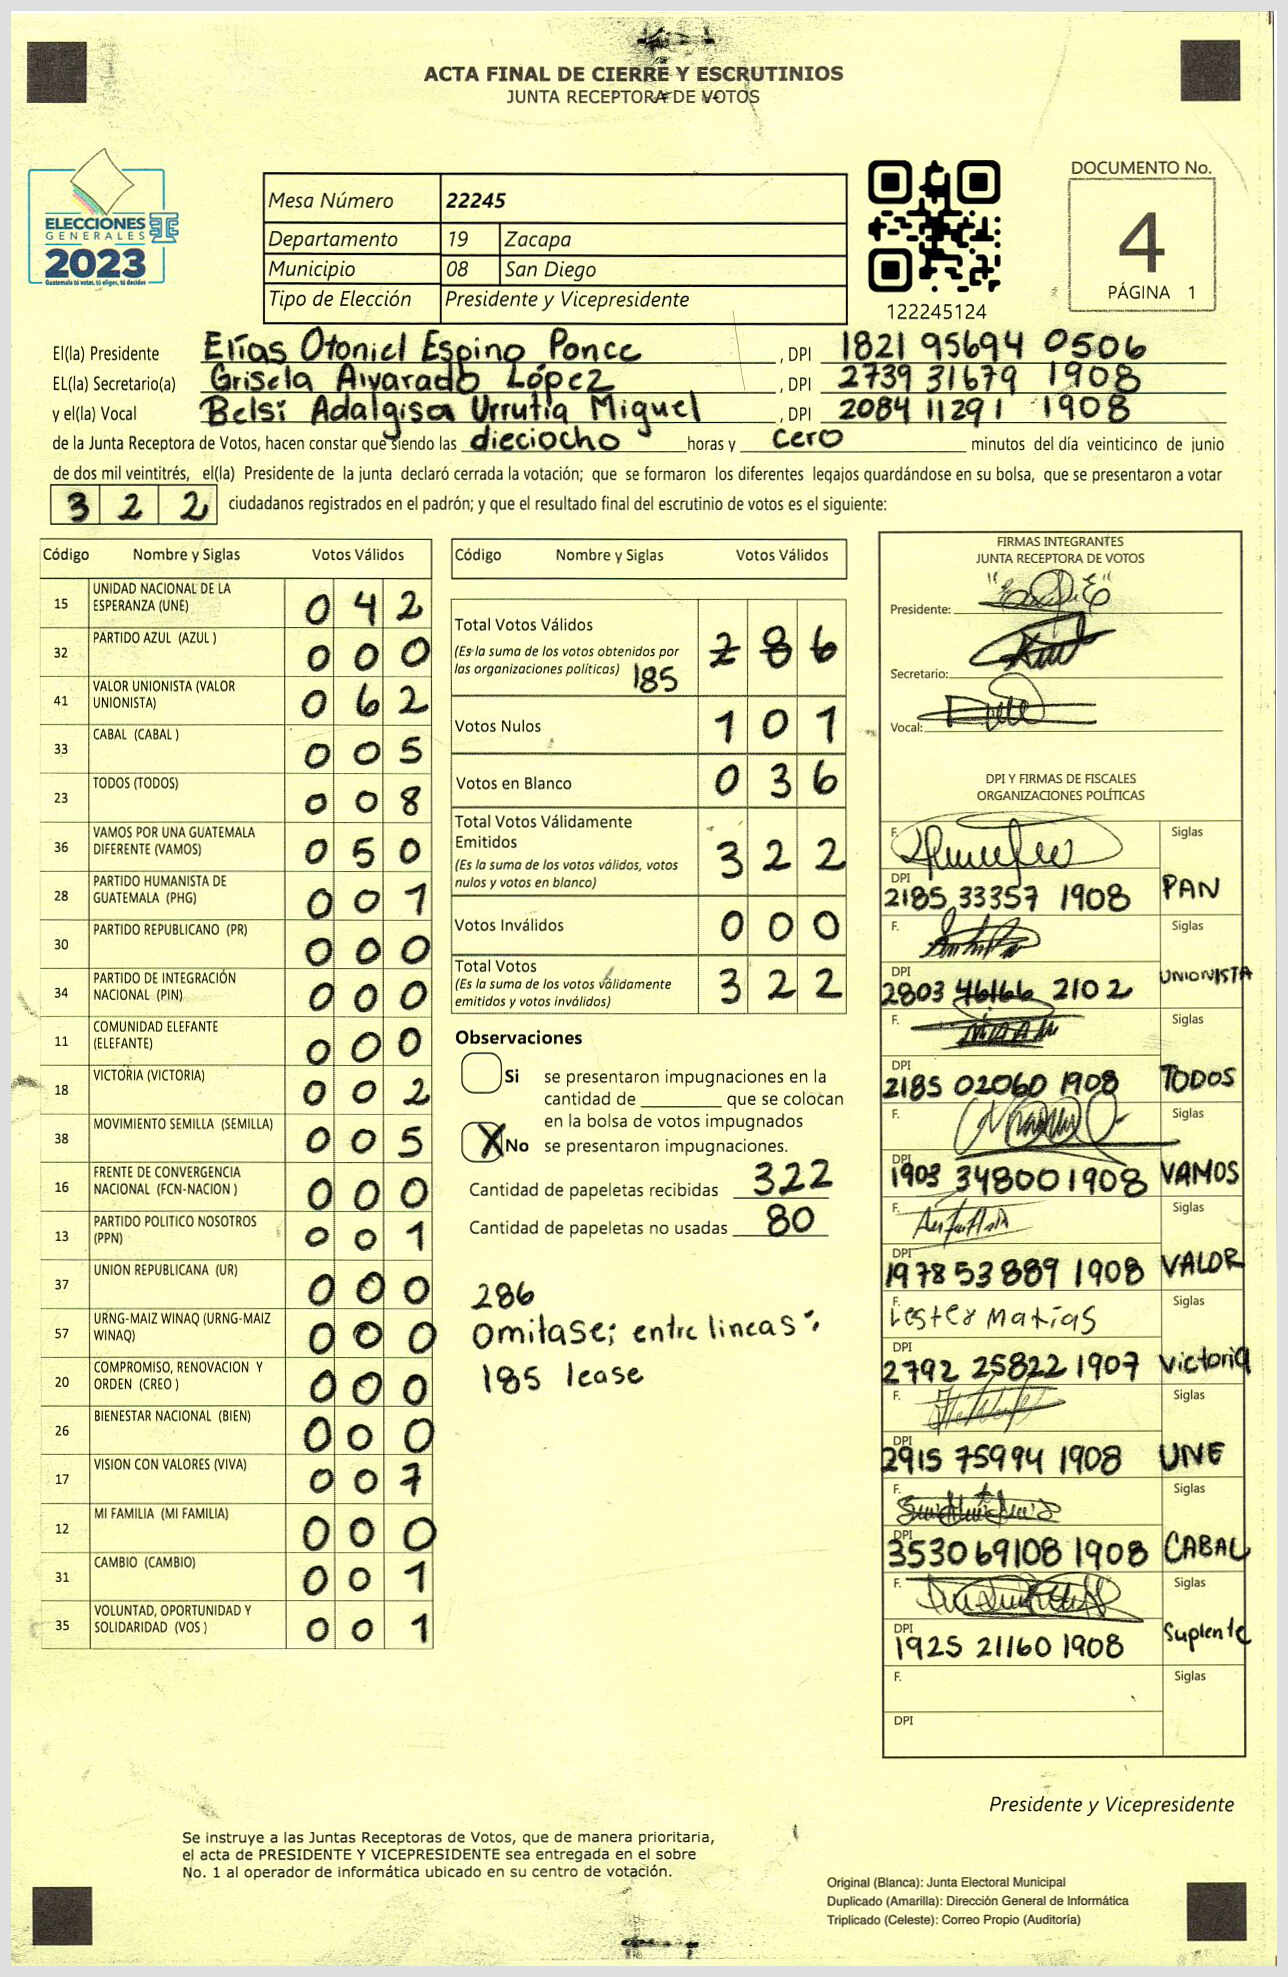 ACTA FINAL DE CIERRE Y ESCRUTINIOS
JUNTA RECEPTORA DE VOTOS
ELECCIONES
GENERALES
2023
Guatemala tú votas, tú eliges, tú decides
Mesa Número 22245
Departamento 19 Zacapa
Municipio 08 San Diego
Tipo de Elección Presidente y Vicepresidente
122245124
DOCUMENTO No.
4
PÁGINA 1
El(la) Presidente Elías Otoniel Espino Ponce, DPI 1821 95694 0506
EL(la) Secretario(a) Grisela Alvarado López, DPI 2739 31679 1908
y el(la) Vocal Belsi Adalgisa Urrutia Miguel, DPI 2084 11291 1908
de la Junta Receptora de Votos, hacen constar que siendo las dieciocho horas y cero minutos del día veinticinco de junio
de dos mil veintitrés, el(la) Presidente de la junta declaró cerrada la votación; que se formaron los diferentes legajos guardándose en su bolsa, que se presentaron a votar
3 2 2 ciudadanos registrados en el padrón; y que el resultado final del escrutinio de votos es el siguiente:
Código Nombre y Siglas Votos Válidos
15 UNIDAD NACIONAL DE LA
ESPERANZA (UNE) 0 4 2
32 PARTIDO AZUL (AZUL ) 0 0 0
41 VALOR UNIONISTA (VALOR
UNIONISTA) 0 6 2
33 CABAL (CABAL ) 0 0 5
23 TODOS (TODOS) 0 0 8
36 VAMOS POR UNA GUATEMALA
DIFERENTE (VAMOS) 0 5 0
28 PARTIDO HUMANISTA DE
GUATEMALA (PHG) 0 0 1
30 PARTIDO REPUBLICANO (PR) 0 0 0
34 PARTIDO DE INTEGRACIÓN
NACIONAL (PIN) 0 0 0
11 COMUNIDAD ELEFANTE
(ELEFANTE) 0 0 0
18 VICTORIA (VICTORIA) 0 0 2
38 MOVIMIENTO SEMILLA (SEMILLA) 0 0 5
16 FRENTE DE CONVERGENCIA
NACIONAL (FCN-NACION ) 0 0 0
13 PARTIDO POLITICO NOSOTROS
(PPN) 0 0 1
37 UNION REPUBLICANA (UR) 0 0 0
57 URNG-MAIZ WINAQ (URNG-MAIZ
WINAQ) 0 0 0
20 COMPROMISO, RENOVACION Y
ORDEN (CREO ) 0 0 0
26 BIENESTAR NACIONAL (BIEN) 0 0 0
17 VISION CON VALORES (VIVA) 0 0 7
12 MI FAMILIA (MI FAMILIA) 0 0 0
31 CAMBIO (CAMBIO) 0 0 1
35 VOLUNTAD, OPORTUNIDAD Y
SOLIDARIDAD (VOS ) 0 0 1
Código Nombre y Siglas Votos Válidos
Total Votos Válidos
(Es la suma de los votos obtenidos por
las organizaciones políticas) 185 2 8 6
Votos Nulos 1 0 1
Votos en Blanco 0 3 6
Total Votos Válidamente
Emitidos
(Es la suma de los votos válidos, votos
nulos y votos en blanco) 3 2 2
Votos Inválidos 0 0 0
Total Votos
(Es la suma de los votos válidamente
emitidos y votos inválidos) 3 2 2
Observaciones
Si se presentaron impugnaciones en la
cantidad de ________ que se colocan
en la bolsa de votos impugnados
X No se presentaron impugnaciones.
Cantidad de papeletas recibidas 322
Cantidad de papeletas no usadas 80
286
omitase; entre lineas:
185 lease
FIRMAS INTEGRANTES
JUNTA RECEPTORA DE VOTOS
Presidente:
Secretario:
Vocal:
DPI Y FIRMAS DE FISCALES
ORGANIZACIONES POLÍTICAS
F. Siglas
DPI
2185 33357 1908 PAN
F. Siglas
DPI
2803 46166 2102 UNIONISTA
F. Siglas
DPI
2185 02060 1908 TODOS
F. Siglas
DPI
1903 34800 1908 VAMOS
F. Siglas
DPI
1978 53889 1908 VALOR
F. Siglas
Lester Matías
DPI
2792 25822 1907 Victoria
F. Siglas
DPI
2915 75994 1908 UNE
F. Siglas
DPI
3530 69108 1908 CABAL
F. Siglas
DPI
1925 21160 1908 Suplente
F. Siglas
DPI
Presidente y Vicepresidente
Se instruye a las Juntas Receptoras de Votos, que de manera prioritaria,
el acta de PRESIDENTE Y VICEPRESIDENTE sea entregada en el sobre
No. 1 al operador de informática ubicado en su centro de votación.
Original (Blanca): Junta Electoral Municipal
Duplicado (Amarilla): Dirección General de Informática
Triplicado (Celeste): Correo Propio (Auditoría)